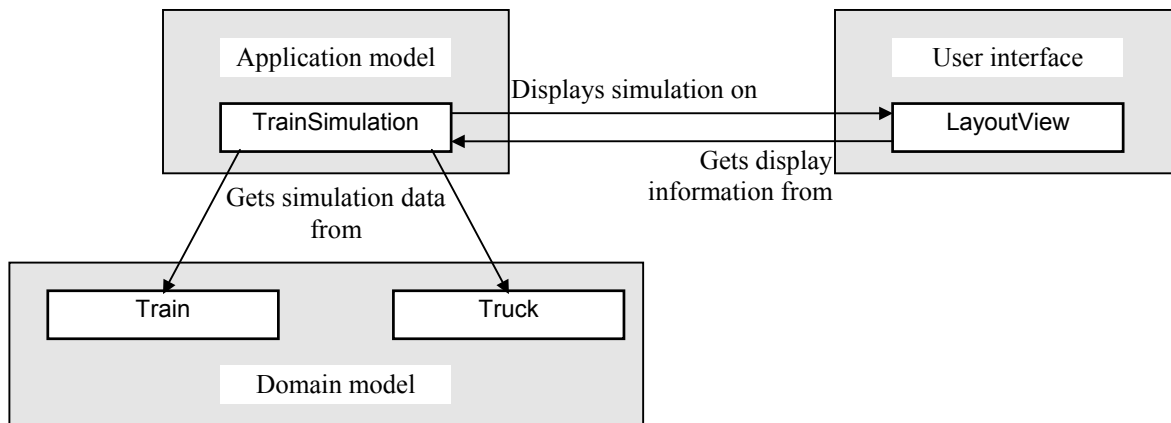 Application model
User interface
Displays simulation on
TrainSimulation
LayoutView
Gets display
information from
Gets simulation data
from
Train
Truck
Domain model